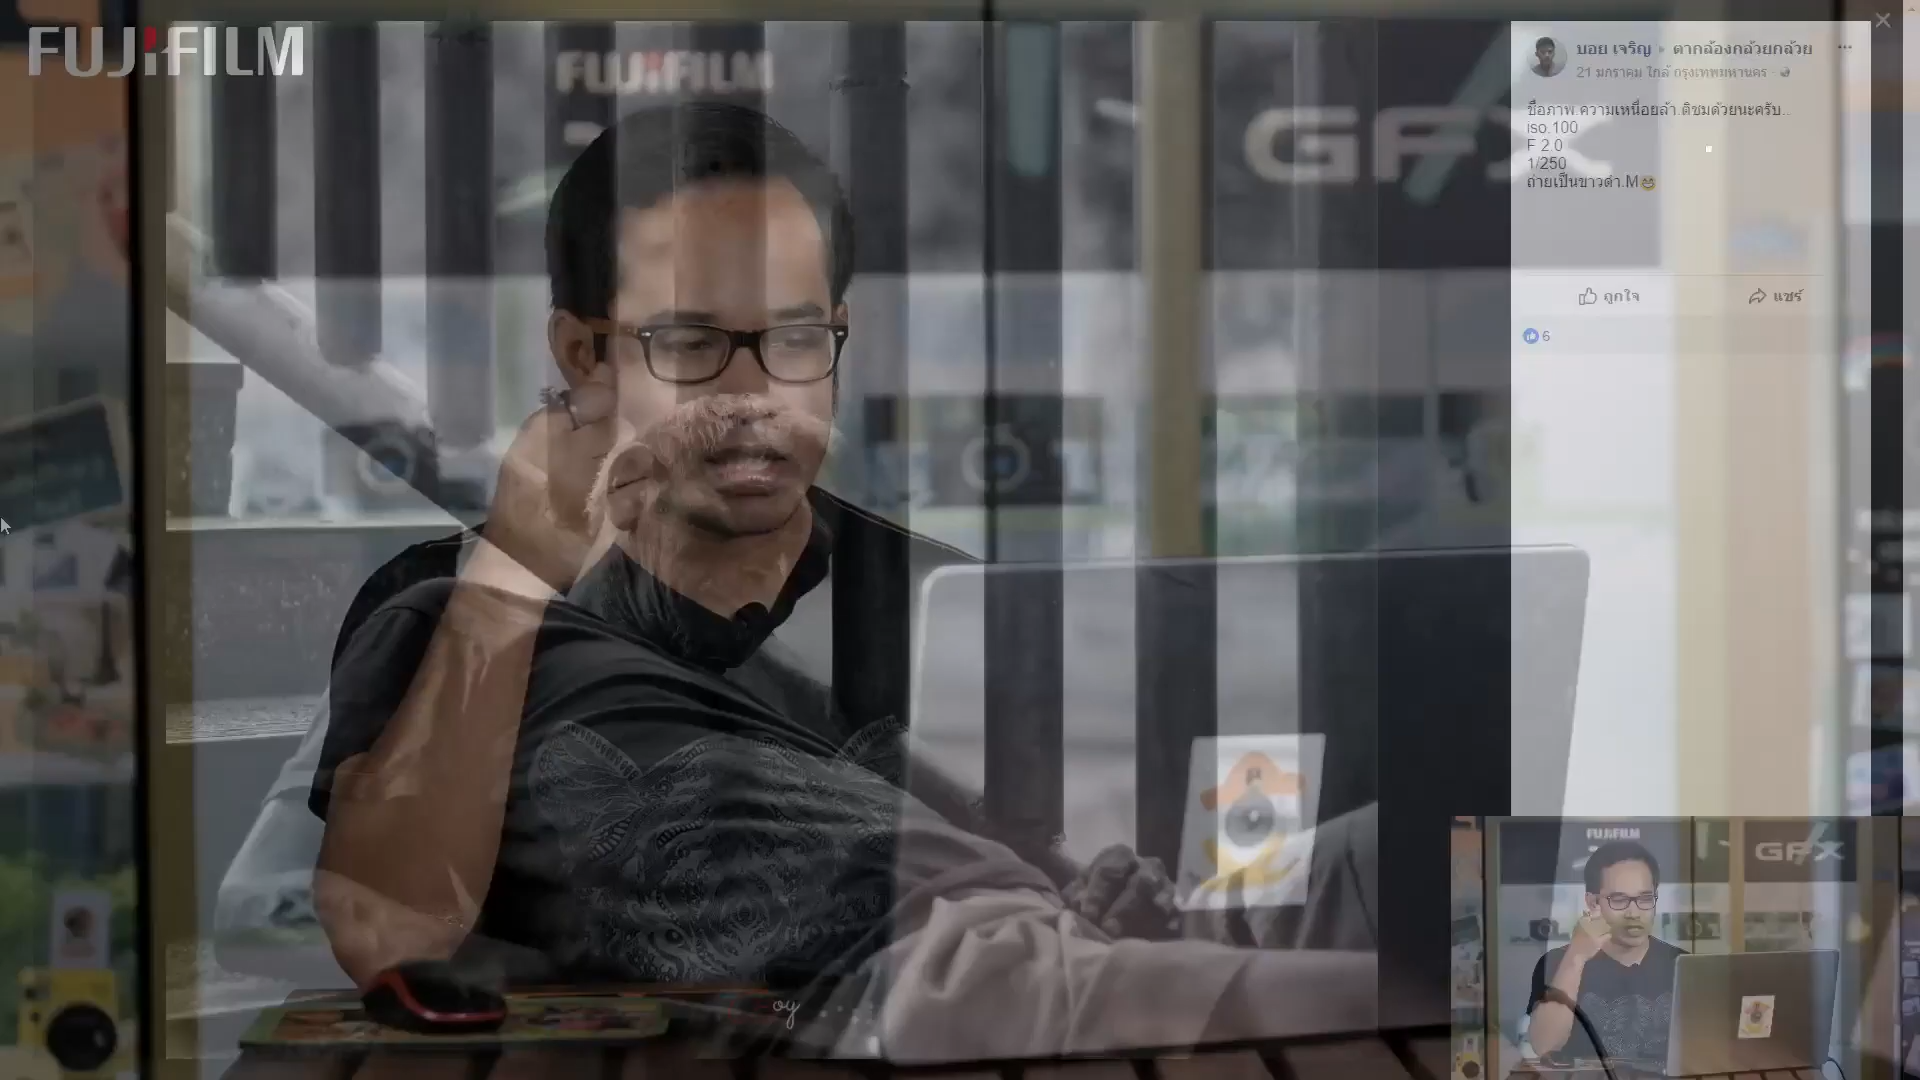 FUJIFILM
FUJIFILM
GFX
บอย เจริญ ▸ ตากล้องกล้วยกล้วย
21 มกราคม ใกล้ กรุงเทพมหานคร ·
ชื่อภาพ.ความเหนื่อยล้า.ติชมด้วยนะครับ..
iso.100
F 2.0
1/250
ถ่ายเป็นขาวดำ.M😁
ถูกใจ
แชร์
6
oy
FUJIFILM
GFX